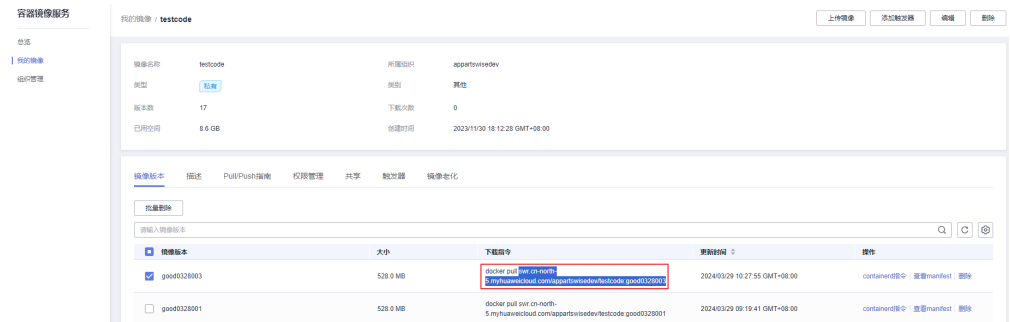 容器镜像服务
总览
我的镜像
组织管理
我的镜像 / testcode
上传镜像 添加触发器 编辑 删除
镜像名称 testcode 所属组织 appartswisedev
类型 私有 类别 其他
版本数 17 下载次数 0
已用空间 8.6 GB 创建时间 2023/11/30 18:12:28 GMT+08:00
镜像版本 描述 Pull/Push指南 权限管理 共享 触发器 镜像老化
批量删除
请输入镜像版本
镜像版本 大小 下载指令 更新时间 操作
good0328003 528.0 MB docker pull swr.cn-north-
5.myhuaweicloud.com/appartswisedev/testcode:good0328003 2024/03/29 10:27:55 GMT+08:00 containerd指令 查看manifest 删除
good0328001 528.0 MB docker pull swr.cn-north-
5.myhuaweicloud.com/appartswisedev/testcode:good0328001 2024/03/29 09:19:41 GMT+08:00 containerd指令 查看manifest 删除